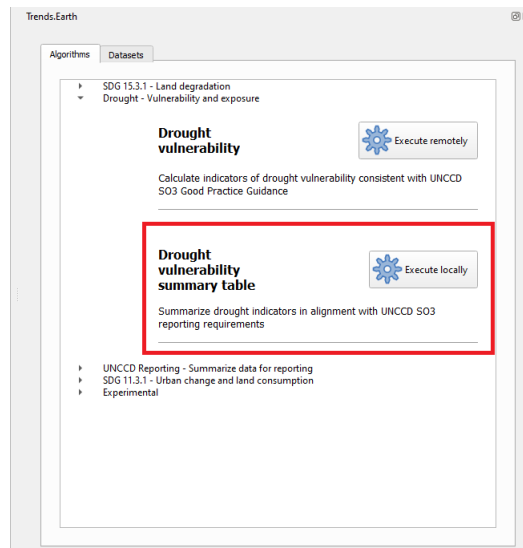 Trends.Earth
Algorithms Datasets
SDG 15.3.1 - Land degradation
Drought - Vulnerability and exposure
Drought
vulnerability
Execute remotely
Calculate indicators of drought vulnerability consistent with UNCCD
SO3 Good Practice Guidance
Drought
vulnerability
summary table
Execute locally
Summarize drought indicators in alignment with UNCCD SO3
reporting requirements
UNCCD Reporting - Summarize data for reporting
SDG 11.3.1 - Urban change and land consumption
Experimental